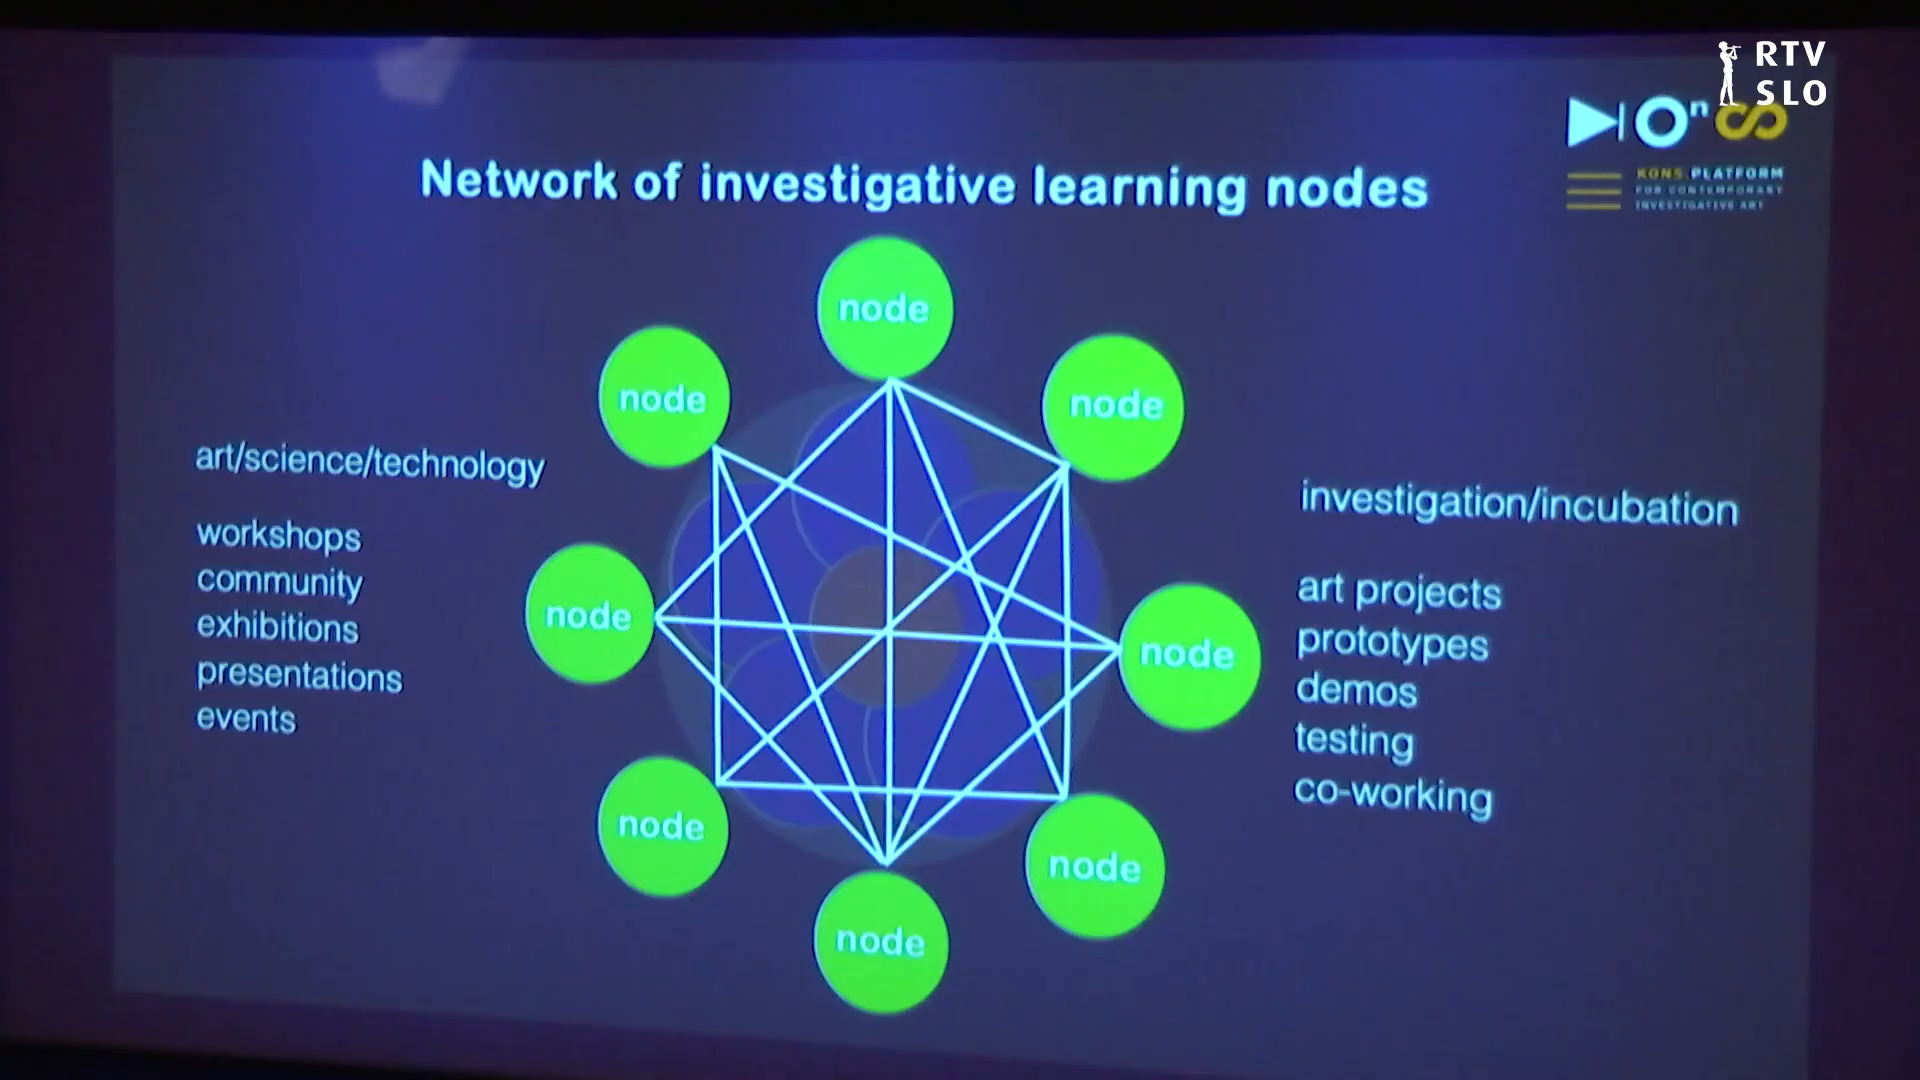 RTV
SLO
KONS.PLATFORM
FOR CONTEMPORARY
INVESTIGATIVE ART
Network of investigative learning nodes
node
node
node
node
node
node
node
node
art/science/technology
workshops
community
exhibitions
presentations
events
investigation/incubation
art projects
prototypes
demos
testing
co-working